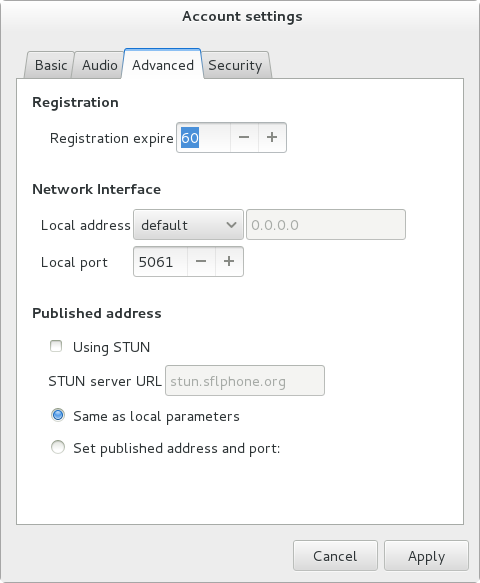 Account settings
Basic Audio Advanced Security
Registration
Registration expire 60 − +
Network Interface
Local address default 0.0.0.0
Local port 5061 − +
Published address
Using STUN
STUN server URL stun.sflphone.org
Same as local parameters
Set published address and port:
Cancel Apply